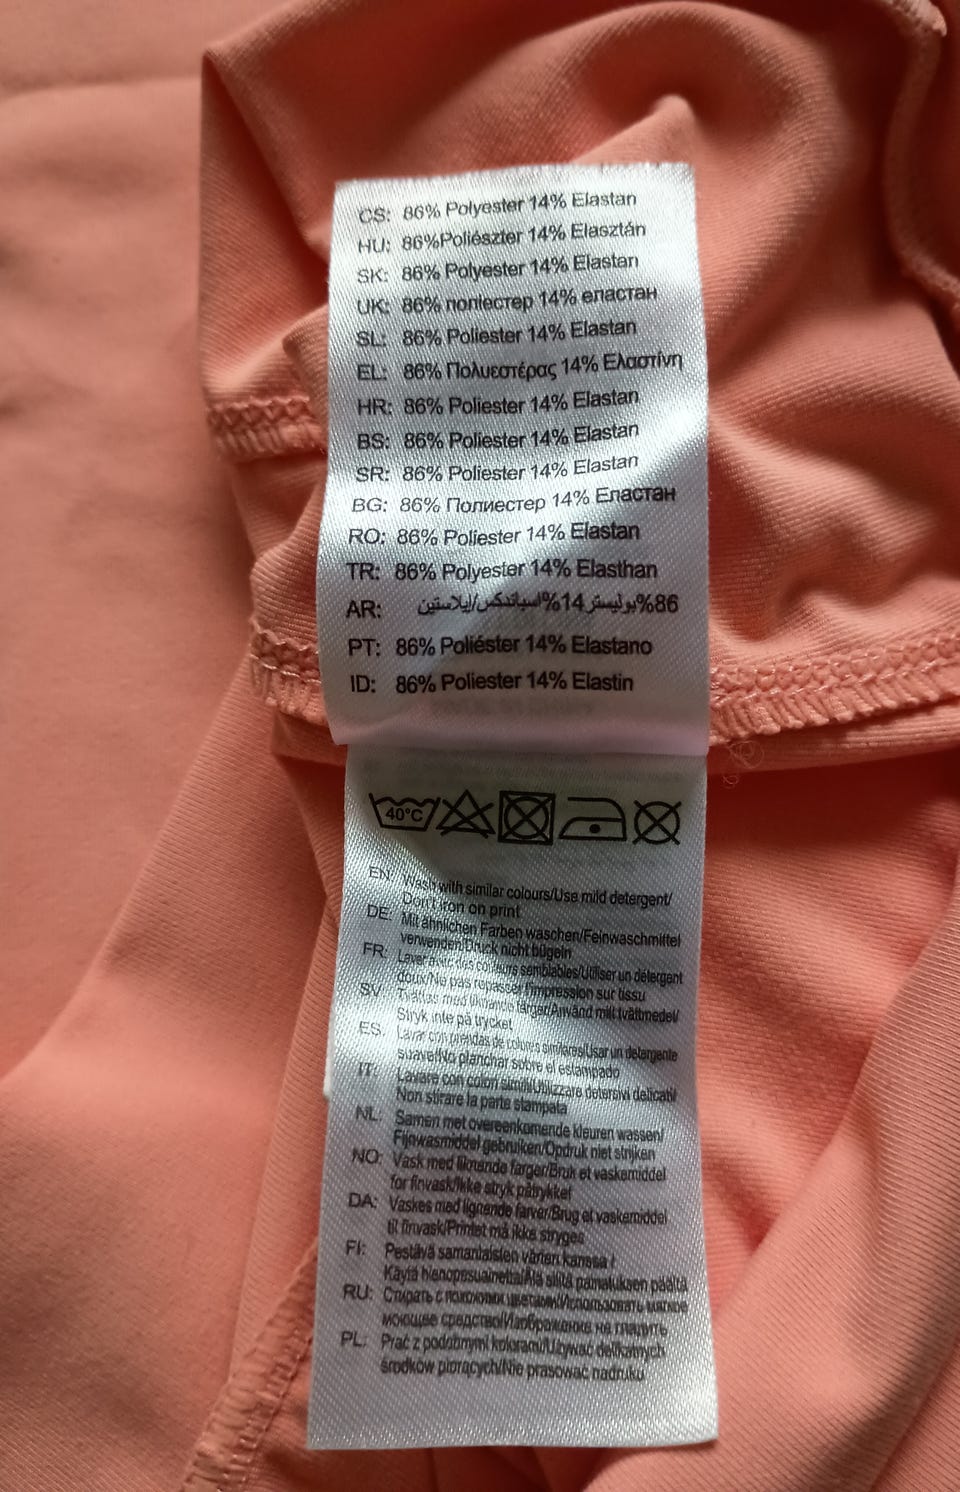 CS: 86% Polyester 14% Elastan
HU: 86%Poliészter 14% Elasztán
SK: 86% Polyester 14% Elastan
UK: 86% поліестер 14% еластан
SL: 86% Poliester 14% Elastan
EL: 86% Πολυεστέρας 14% Ελαστίνη
HR: 86% Poliester 14% Elastan
BS: 86% Poliester 14% Elastan
SR: 86% Poliester 14% Elastan
BG: 86% Полиестер 14% Еластан
RO: 86% Poliester 14% Elastan
TR: 86% Polyester 14% Elasthan
AR: 86%بوليستر 14%اسباندكس/إيلاستين
PT: 86% Poliéster 14% Elastano
ID: 86% Poliester 14% Elastin
40°C
EN: Wash with similar colours/Use mild detergent/
Don't iron on print
DE: Mit ähnlichen Farben waschen/Feinwaschmittel
verwenden/Druck nicht bügeln
FR: Laver avec des couleurs semblables/Utiliser un détergent
doux/Ne pas repasser l'impression sur tissu
SV: Tvättas med liknande färger/Använd milt tvättmedel/
Stryk inte på trycket
ES: Lavar con prendas de colores similares/Usar un detergente
suave/No planchar sobre el estampado
IT: Lavare con colori simili/Utilizzare detersivi delicati/
Non stirare la parte stampata
NL: Samen met overeenkomende kleuren wassen/
Fijnwasmiddel gebruiken/Opdruk niet strijken
NO: Vask med liknende farger/Bruk et vaskemiddel
for finvask/Ikke stryk påtrykket
DA: Vaskes med lignende farver/Brug et vaskemiddel
til finvask/Printet må ikke stryges
FI: Pestävä samanlaisten värien kanssa /
Käytä hienopesuainetta/Älä silitä painatuksen päältä
RU: Стирать с похожими цветами/Использовать мягкое
моющее средство/Изображение не гладить
PL: Prać z podobnymi kolorami/Używać delikatnych
środków piorących/Nie prasować nadruku